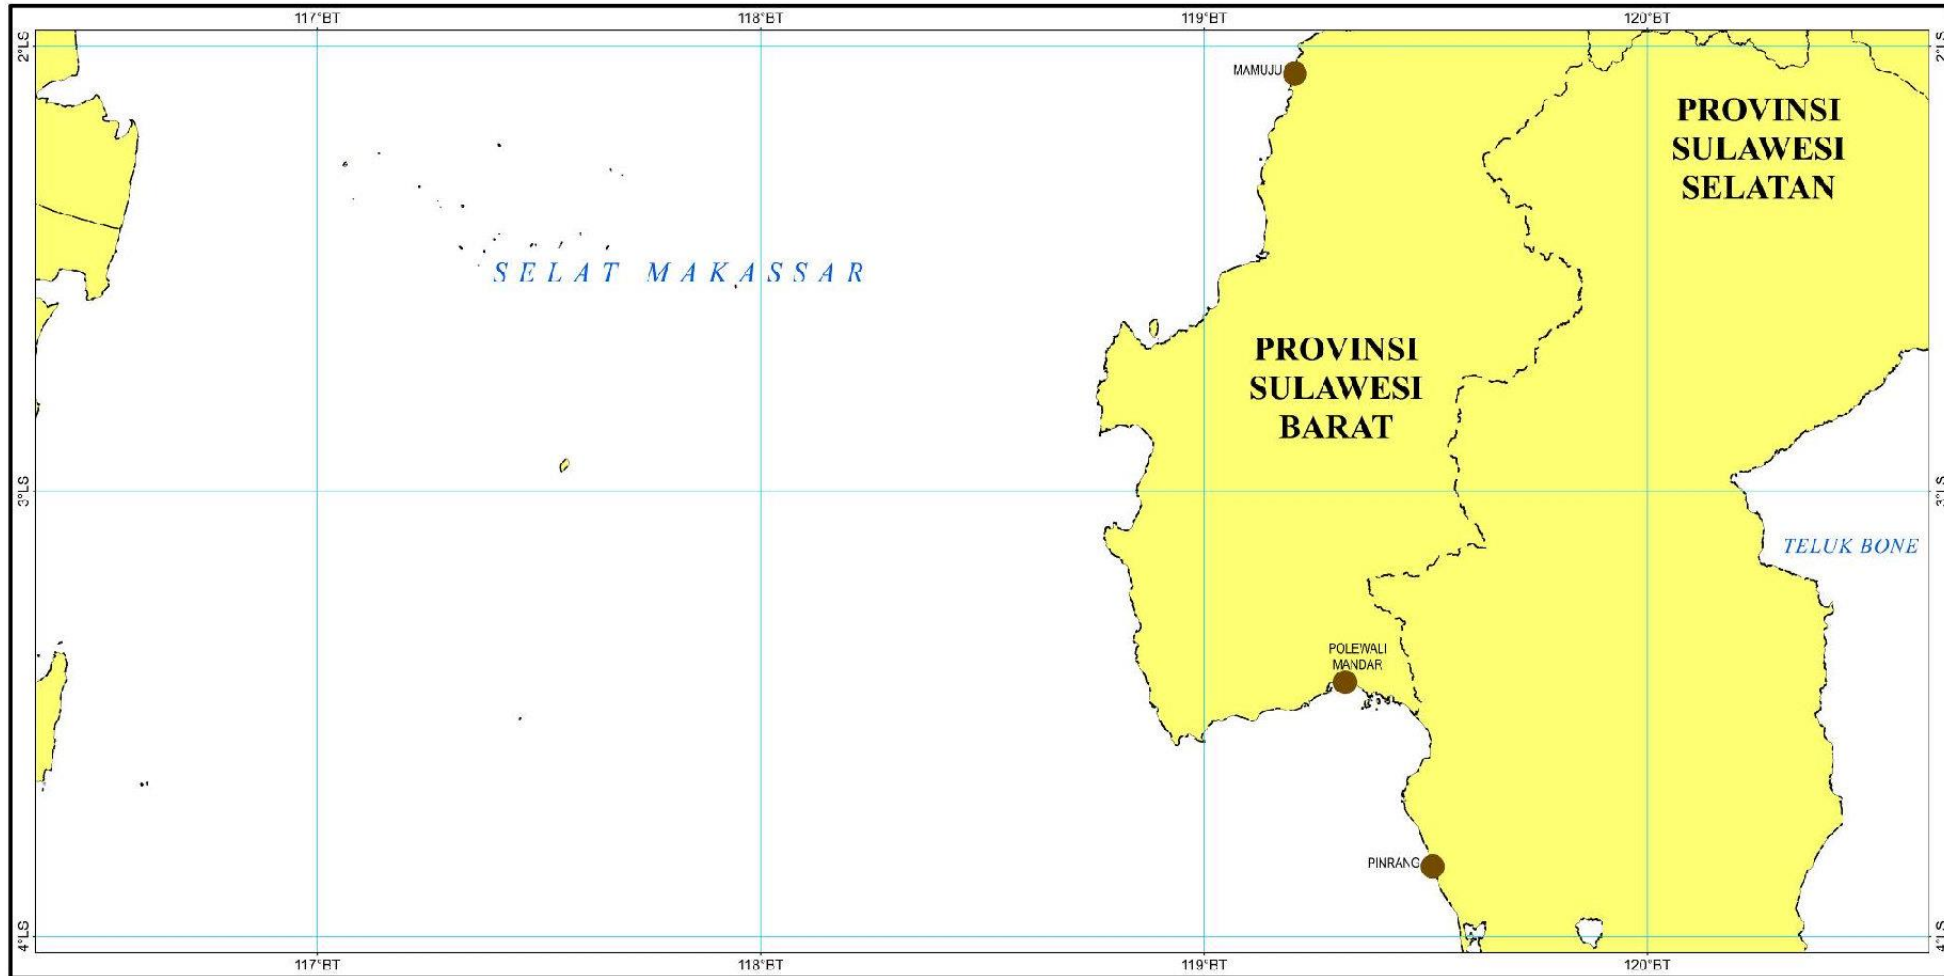 117°BT
118°BT
119°BT
120°BT
2°LS
2°LS
MAMUJU
PROVINSI
SULAWESI
SELATAN
SELAT MAKASSAR
PROVINSI
SULAWESI
BARAT
3°LS
3°LS
TELUK BONE
POLEWALI
MANDAR
PINRANG
4°LS
4°LS
117°BT
118°BT
119°BT
120°BT